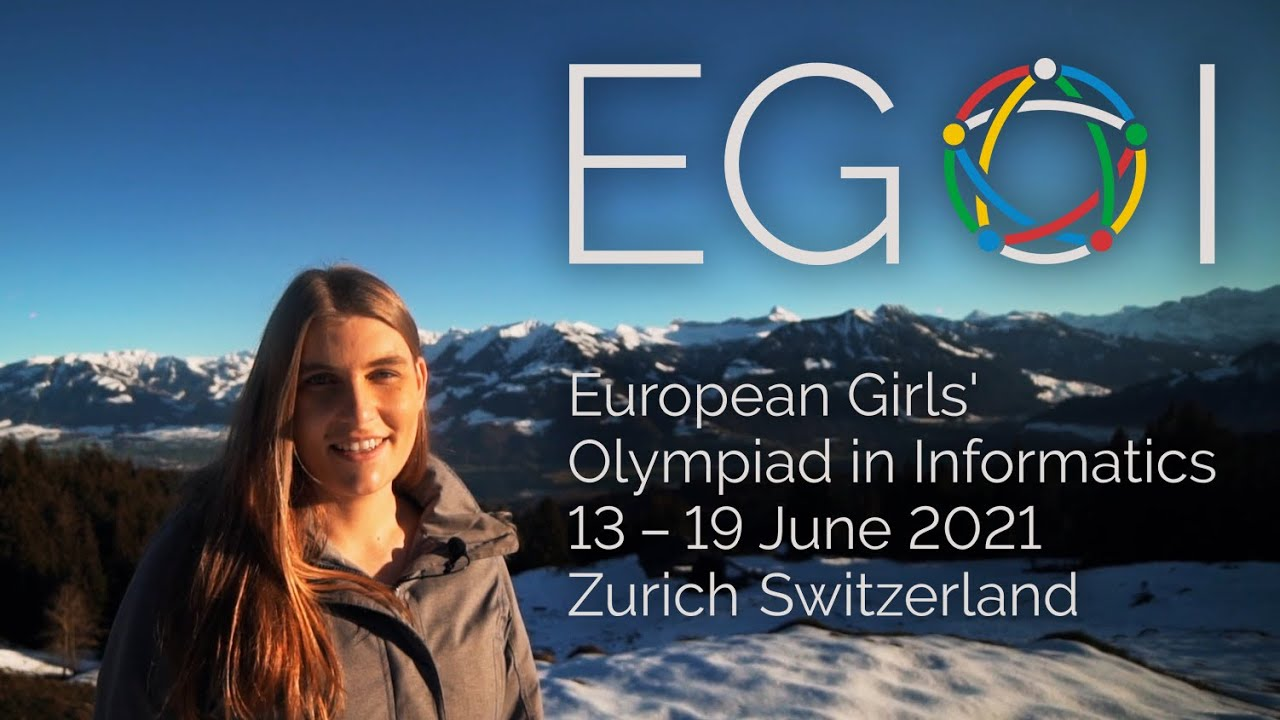 EGOI
European Girls'
Olympiad in Informatics
13 – 19 June 2021
Zurich Switzerland